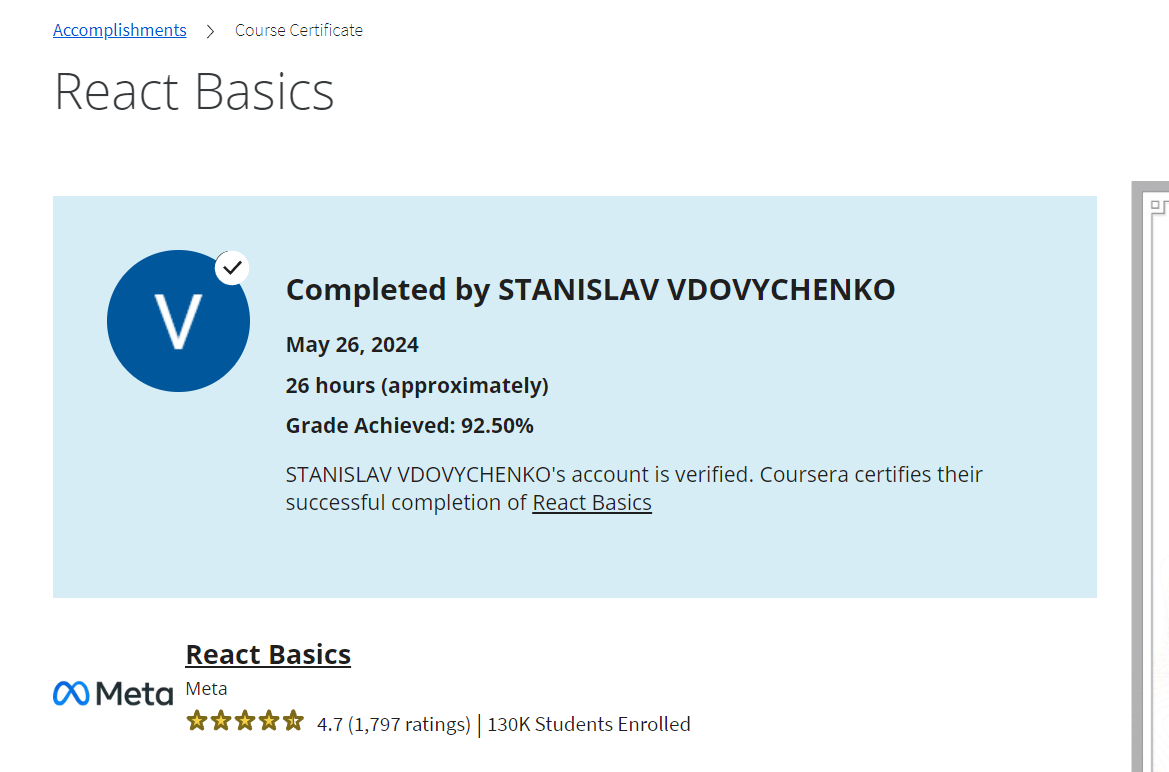 Accomplishments > Course Certificate
React Basics
V
Completed by STANISLAV VDOVYCHENKO
May 26, 2024
26 hours (approximately)
Grade Achieved: 92.50%
STANISLAV VDOVYCHENKO's account is verified. Coursera certifies their
successful completion of React Basics
React Basics
Meta
Meta
4.7 (1,797 ratings) | 130K Students Enrolled